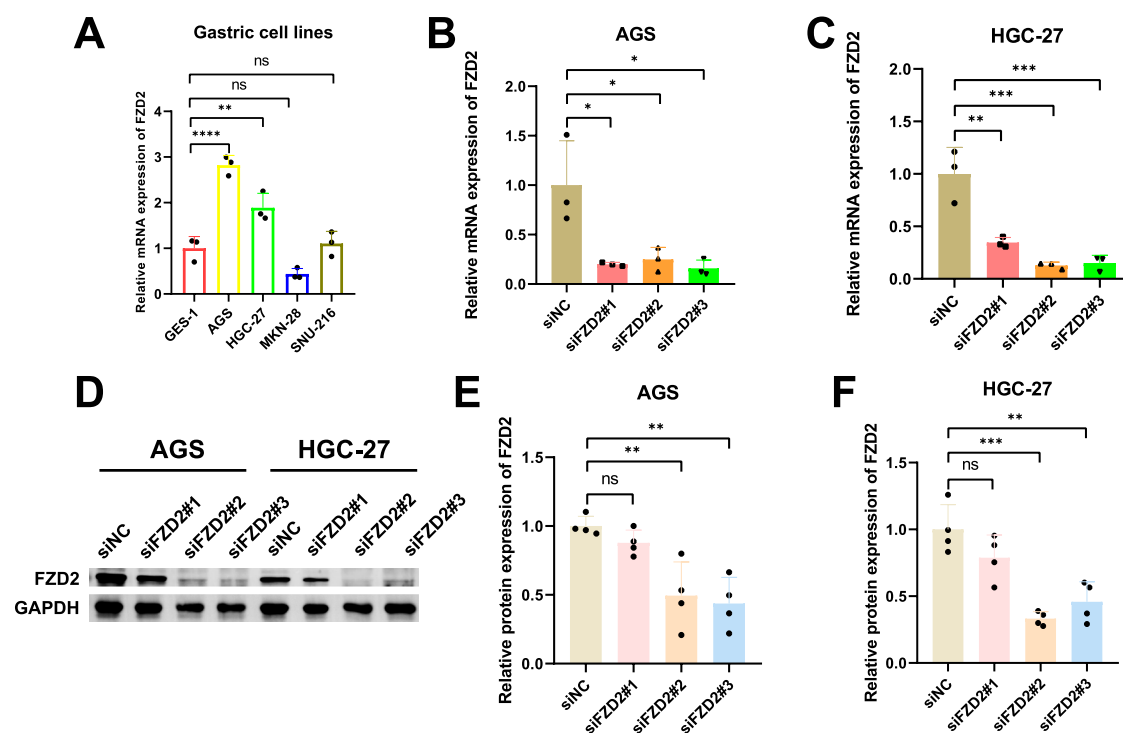 A
Gastric cell lines
Relative mRNA expression of FZD2
ns
ns
**
****
4
3
2
1
0
GES-1
AGS
HGC-27
MKN-28
SNU-216
B
AGS
Relative mRNA expression of FZD2
*
*
*
2.0
1.5
1.0
0.5
0.0
siNC
siFZD2#1
siFZD2#2
siFZD2#3
C
HGC-27
Relative mRNA expression of FZD2
***
***
**
2.0
1.5
1.0
0.5
0.0
siNC
siFZD2#1
siFZD2#2
siFZD2#3
D
AGS
HGC-27
siNC
siFZD2#1
siFZD2#2
siFZD2#3
siNC
siFZD2#1
siFZD2#2
siFZD2#3
FZD2
GAPDH
E
AGS
Relative protein expression of FZD2
**
**
ns
1.5
1.0
0.5
0.0
siNC
siFZD2#1
siFZD2#2
siFZD2#3
F
HGC-27
Relative protein expression of FZD2
**
***
ns
1.5
1.0
0.5
0.0
siNC
siFZD2#1
siFZD2#2
siFZD2#3